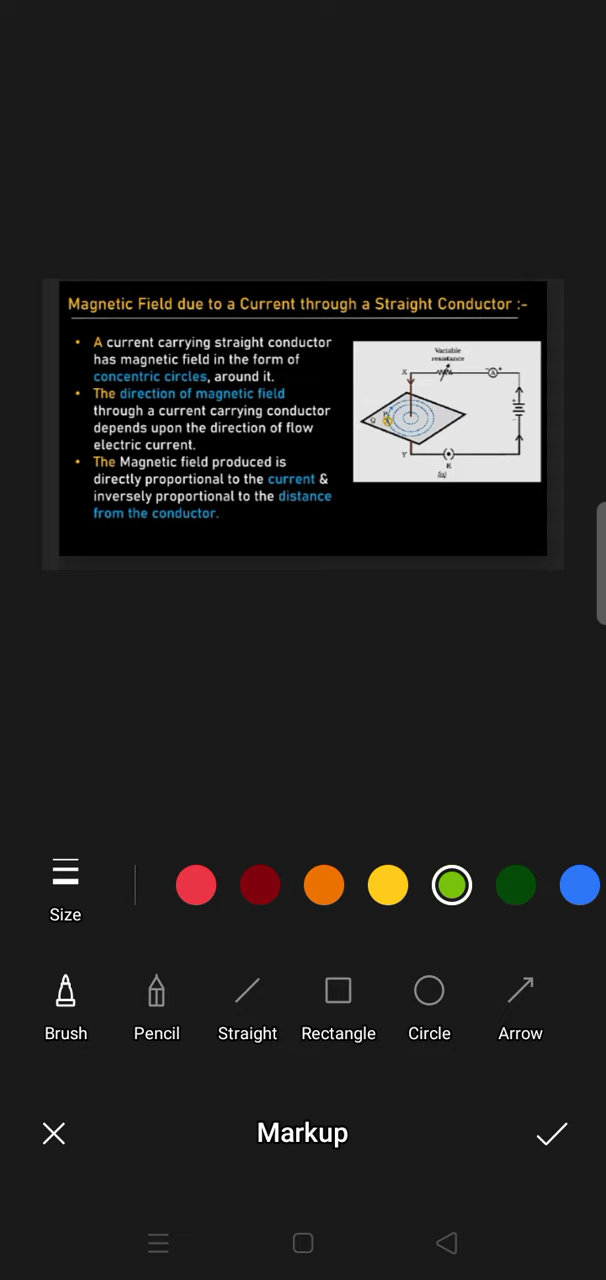 Magnetic Field due to a Current through a Straight Conductor :-
• A current carrying straight conductor
has magnetic field in the form of
concentric circles, around it.
• The direction of magnetic field
through a current carrying conductor
depends upon the direction of flow
electric current.
• The Magnetic field produced is
directly proportional to the current &
inversely proportional to the distance
from the conductor.
Variable
resistance
X
A
+
+
Q
P
Y
K
(a)
Size
Brush
Pencil
Straight
Rectangle
Circle
Arrow
Markup